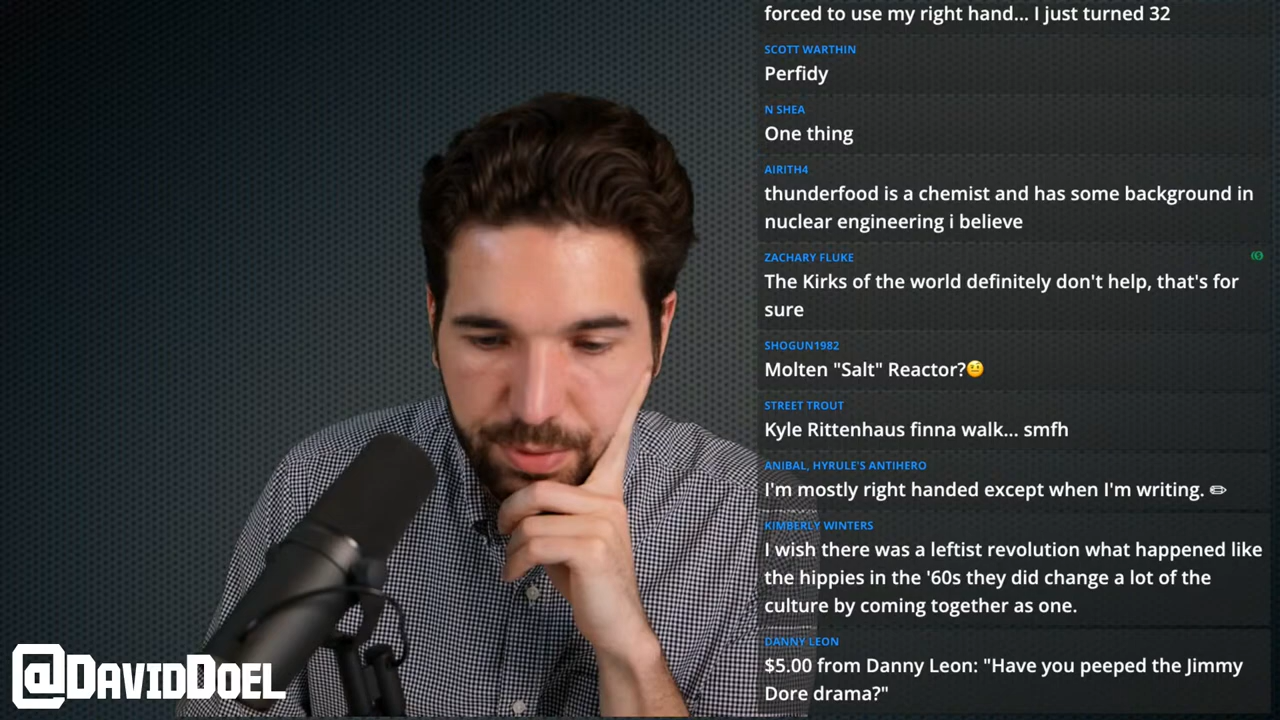 forced to use my right hand... I just turned 32
SCOTT WARTHIN
Perfidy
N SHEA
One thing
AIRITH4
thunderfood is a chemist and has some background in
nuclear engineering i believe
ZACHARY FLUKE
The Kirks of the world definitely don't help, that's for
sure
SHOGUN1982
Molten "Salt" Reactor?🤨
STREET TROUT
Kyle Rittenhaus finna walk... smfh
ANIBAL, HYRULE'S ANTIHERO
I'm mostly right handed except when I'm writing. ✏
KIMBERLY WINTERS
I wish there was a leftist revolution what happened like
the hippies in the '60s they did change a lot of the
culture by coming together as one.
DANNY LEON
$5.00 from Danny Leon: "Have you peeped the Jimmy
Dore drama?"
@DAVIDDOEL